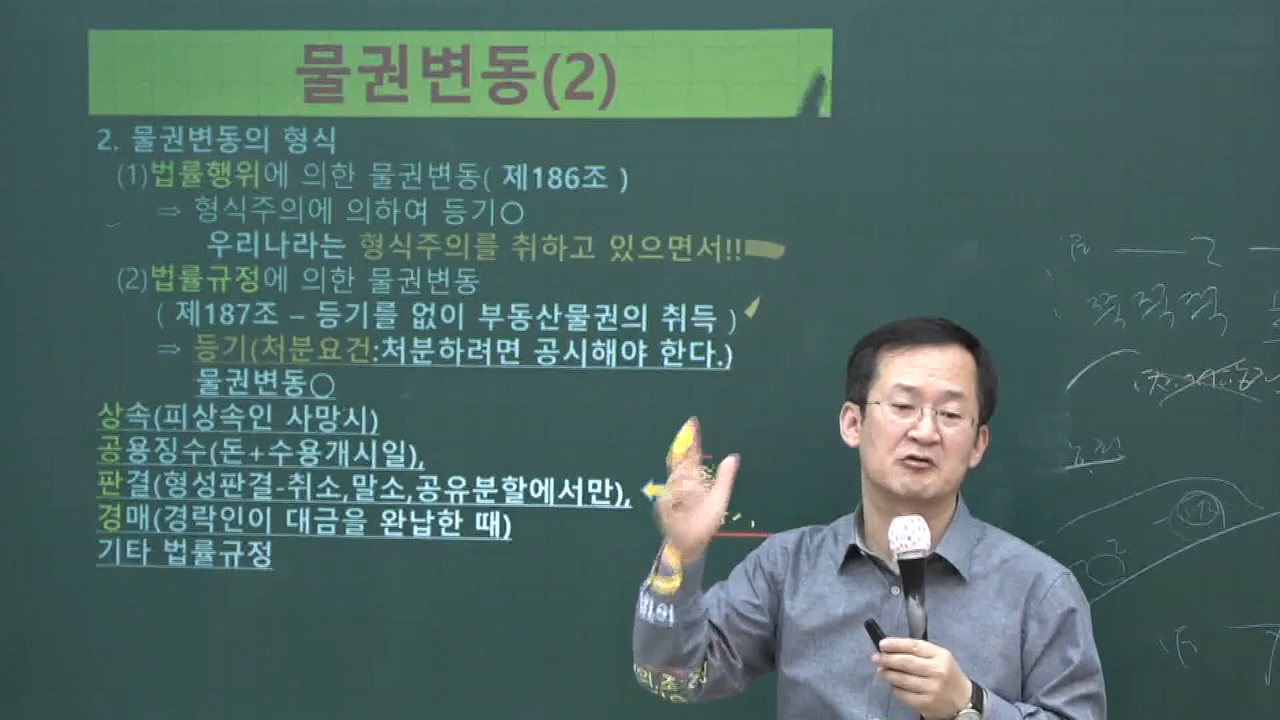 물권변동(2)
2. 물권변동의 형식
(1)법률행위에 의한 물권변동( 제186조 )
⇒ 형식주의에 의하여 등기○
우리나라는 형식주의를 취하고 있으면서!!
(2)법률규정에 의한 물권변동
( 제187조 – 등기를 없이 부동산물권의 취득 )
⇒ 등기(처분요건:처분하려면 공시해야 한다.)
물권변동○
상속(피상속인 사망시)
공용징수(돈+수용개시일),
판결(형성판결-취소,말소,공유분할에서만),
경매(경락인이 대금을 완납한 때)
기타 법률규정